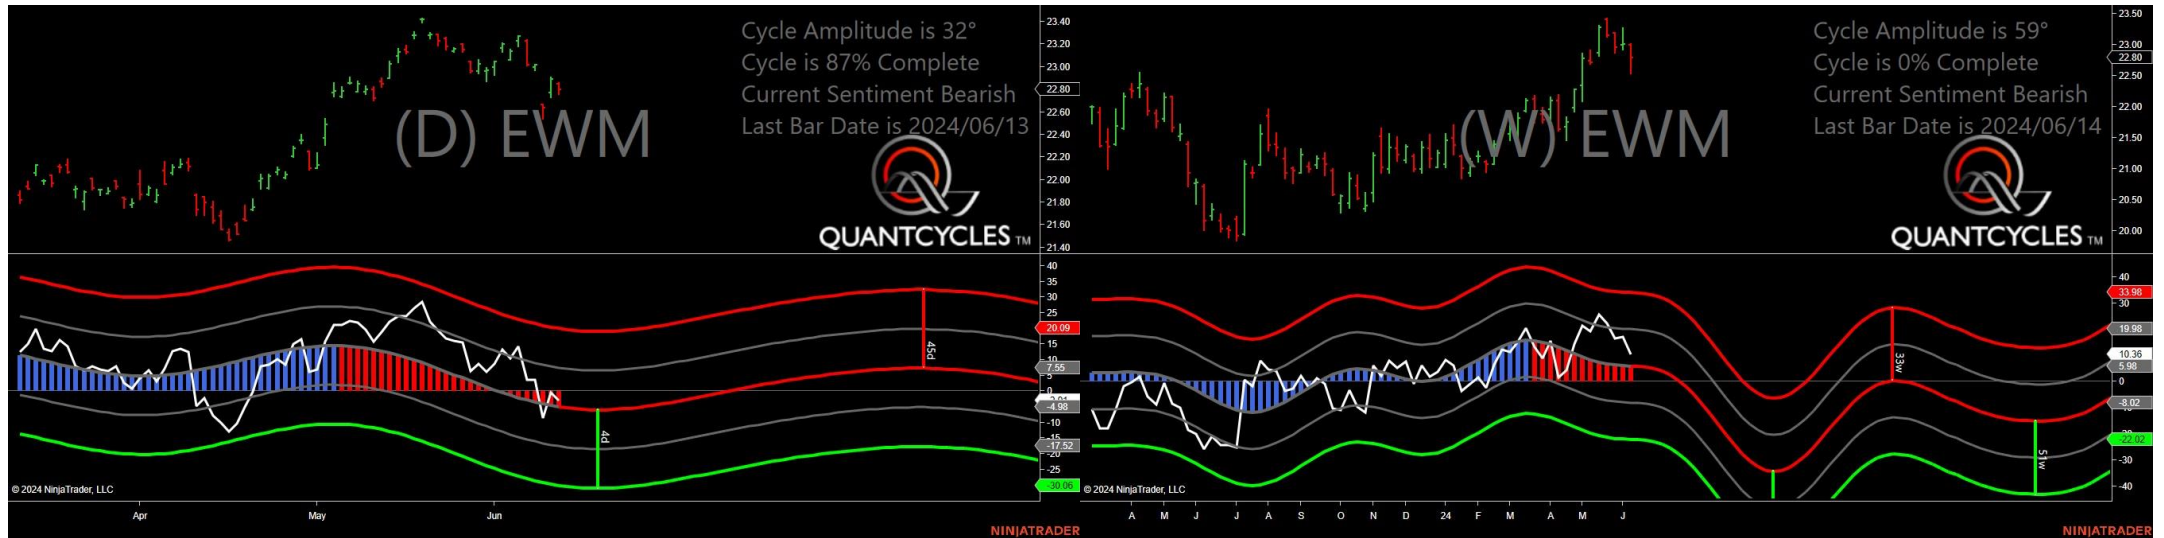 Cycle Amplitude is 32°
Cycle is 87% Complete
Current Sentiment Bearish
Last Bar Date is 2024/06/13
(D) EWM
QUANTCYCLES TM
23.40
23.20
23.00
22.80
22.60
22.40
22.20
22.00
21.80
21.60
21.40
40
35
30
25
20.09
15
10
7.55
5
0
-4.98
-10
-15
-17.52
-20
-25
-30.06
45d
4d
© 2024 NinjaTrader, LLC
Apr
May
Jun
NINJATRADER
Cycle Amplitude is 59°
Cycle is 0% Complete
Current Sentiment Bearish
Last Bar Date is 2024/06/14
(W) EWM
QUANTCYCLES TM
23.50
23.00
22.80
22.50
22.00
21.50
21.00
20.50
20.00
40
33.98
30
19.98
10.36
5.98
0
-8.02
-22.02
-30
-40
33w
51w
© 2024 NinjaTrader, LLC
A M J J A S O N D 24 F M A M J
NINJATRADER